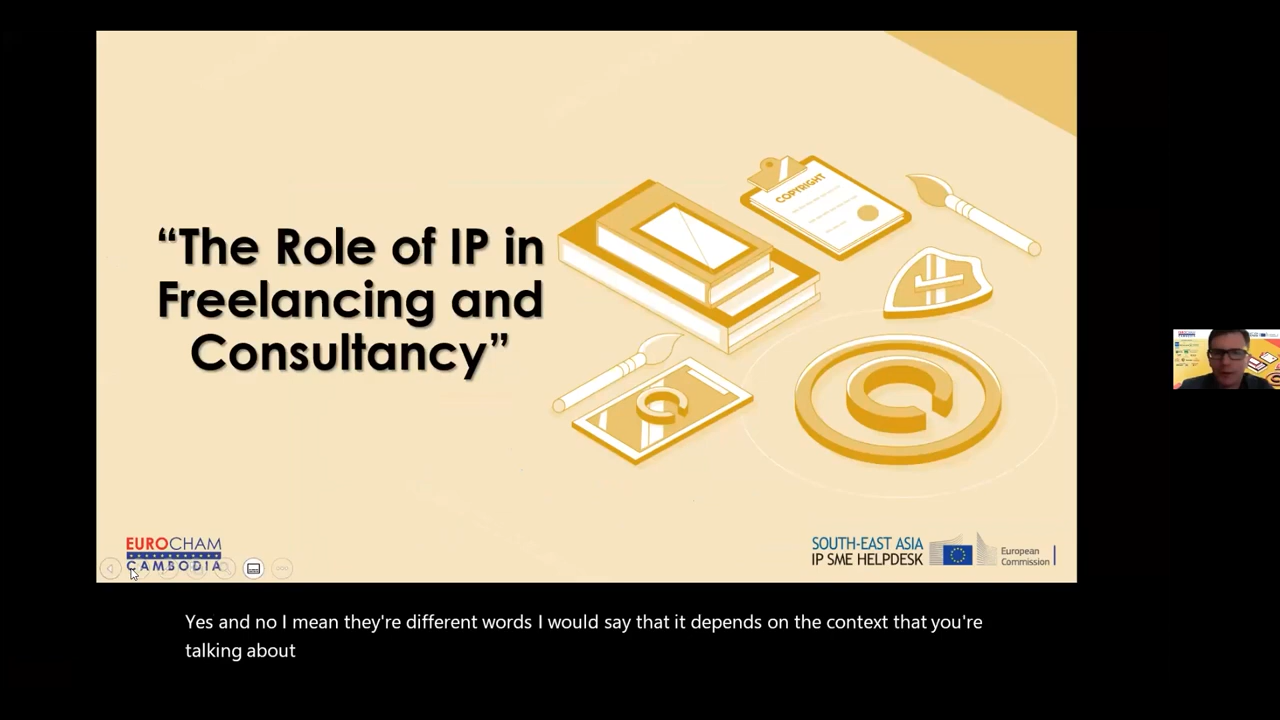 “The Role of IP in
Freelancing and
Consultancy”
COPYRIGHT
EUROCHAM
CAMBODIA
SOUTH-EAST ASIA
IP SME HELPDESK
European
Commission
Yes and no I mean they're different words I would say that it depends on the context that you're
talking about